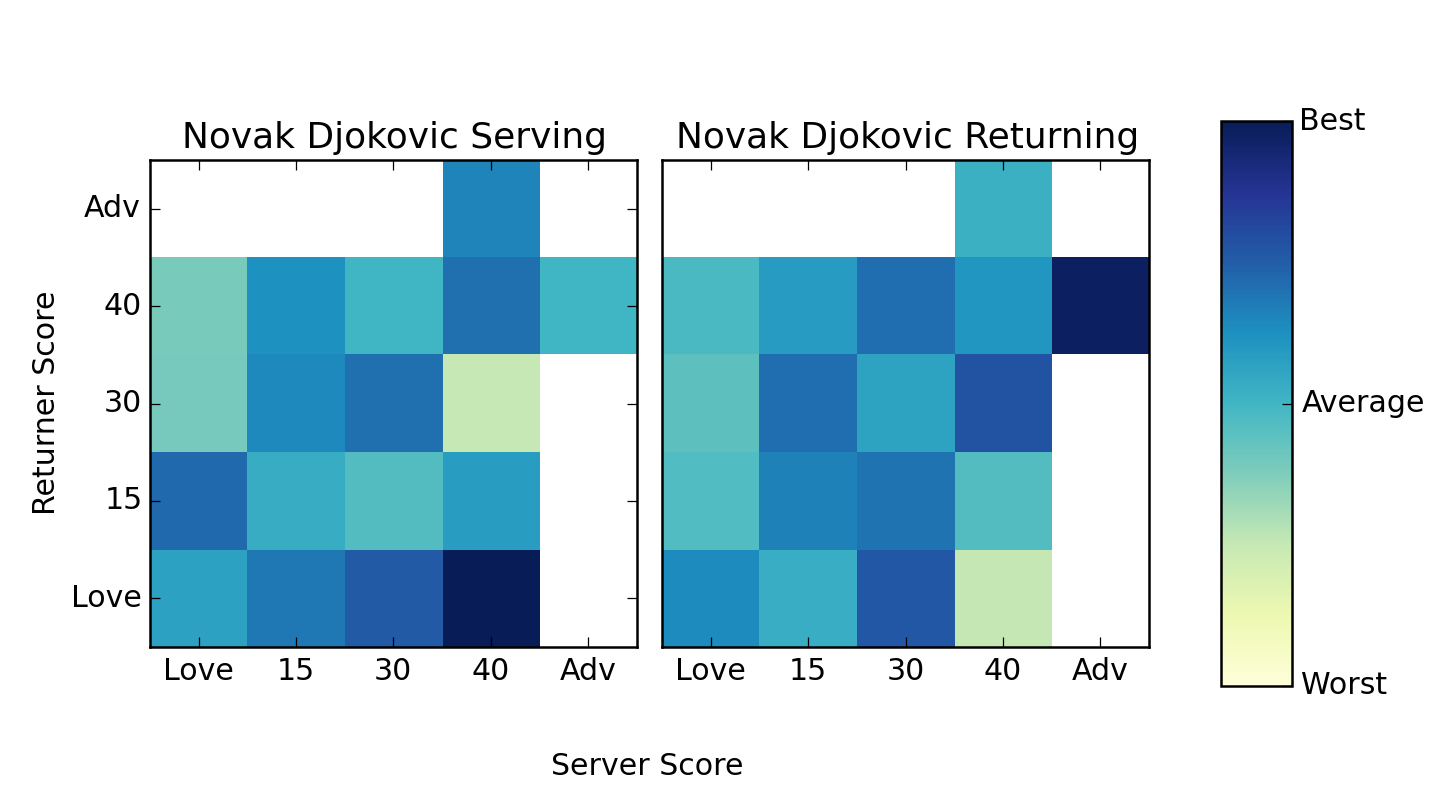 Novak Djokovic Serving
Novak Djokovic Returning
Best
Average
Worst
Returner Score
Adv
40
30
15
Love
Love 15 30 40 Adv
Love 15 30 40 Adv
Server Score